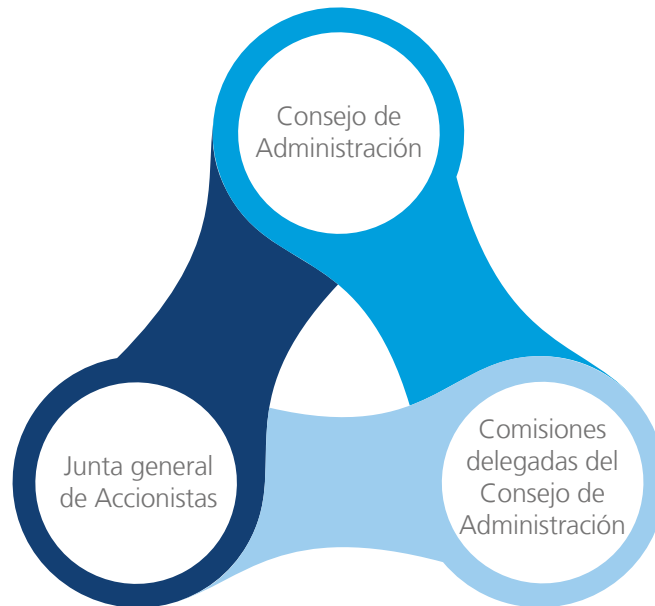 Consejo de
Administración
Junta general
de Accionistas
Comisiones
delegadas del
Consejo de
Administración